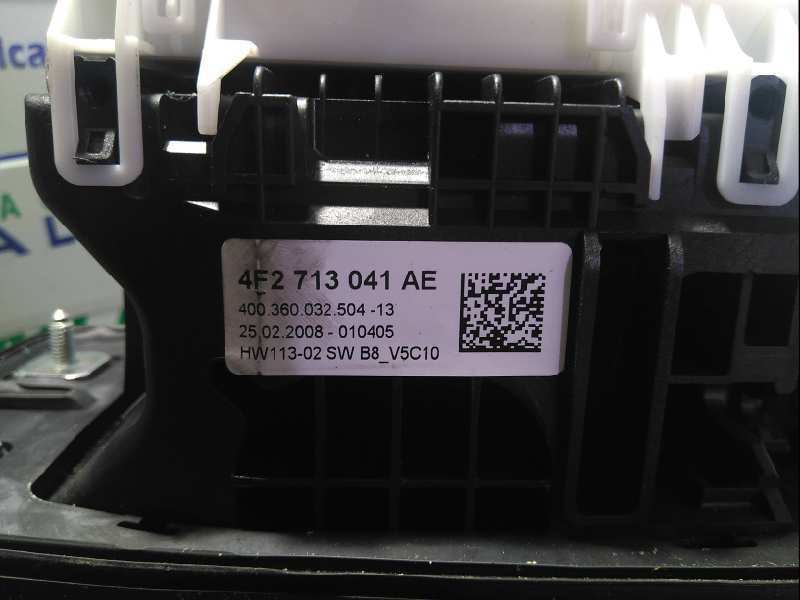 4F2 713 041 AE
400.360.032.504 -13
25.02.2008 - 010405
HW113-02 SW B8_V5C10